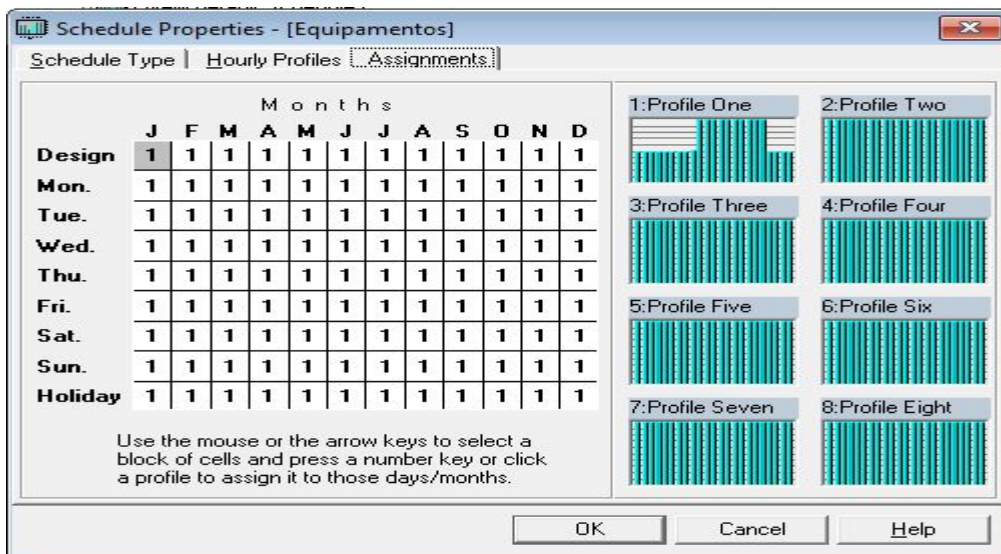 Schedule Properties - [Equipamentos]
Schedule Type | Hourly Profiles | Assignments
Months
J F M A M J J A S O N D
Design 1 1 1 1 1 1 1 1 1 1 1 1
Mon. 1 1 1 1 1 1 1 1 1 1 1 1
Tue. 1 1 1 1 1 1 1 1 1 1 1 1
Wed. 1 1 1 1 1 1 1 1 1 1 1 1
Thu. 1 1 1 1 1 1 1 1 1 1 1 1
Fri. 1 1 1 1 1 1 1 1 1 1 1 1
Sat. 1 1 1 1 1 1 1 1 1 1 1 1
Sun. 1 1 1 1 1 1 1 1 1 1 1 1
Holiday 1 1 1 1 1 1 1 1 1 1 1 1
Use the mouse or the arrow keys to select a
block of cells and press a number key or click
a profile to assign it to those days/months.
1:Profile One 2:Profile Two
3:Profile Three 4:Profile Four
5:Profile Five 6:Profile Six
7:Profile Seven 8:Profile Eight
OK Cancel Help